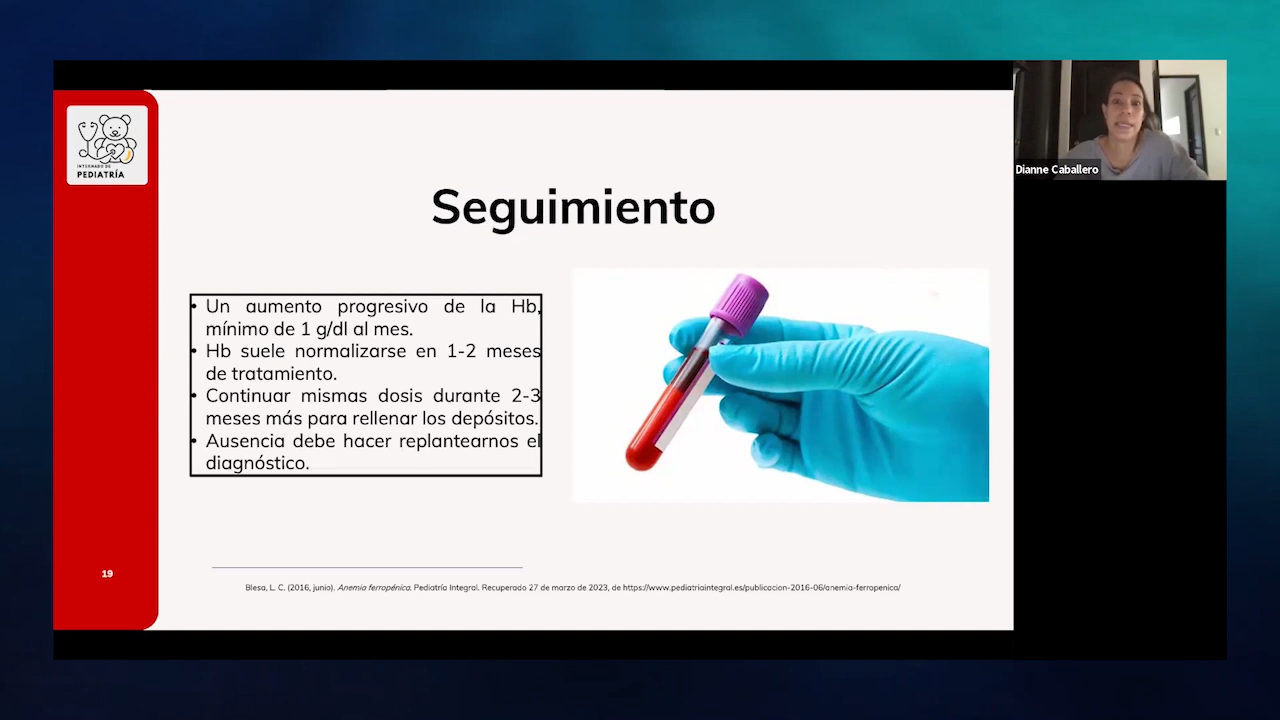 INTERNADO DE
PEDIATRÍA
Seguimiento
• Un aumento progresivo de la Hb,
mínimo de 1 g/dl al mes.
• Hb suele normalizarse en 1-2 meses
de tratamiento.
• Continuar mismas dosis durante 2-3
meses más para rellenar los depósitos.
• Ausencia debe hacer replantearnos el
diagnóstico.
19
Blesa, L. C. (2016, junio). Anemia ferropénica. Pediatría Integral. Recuperado 27 de marzo de 2023, de https://www.pediatriaintegral.es/publicacion-2016-06/anemia-ferropenica/
Dianne Caballero